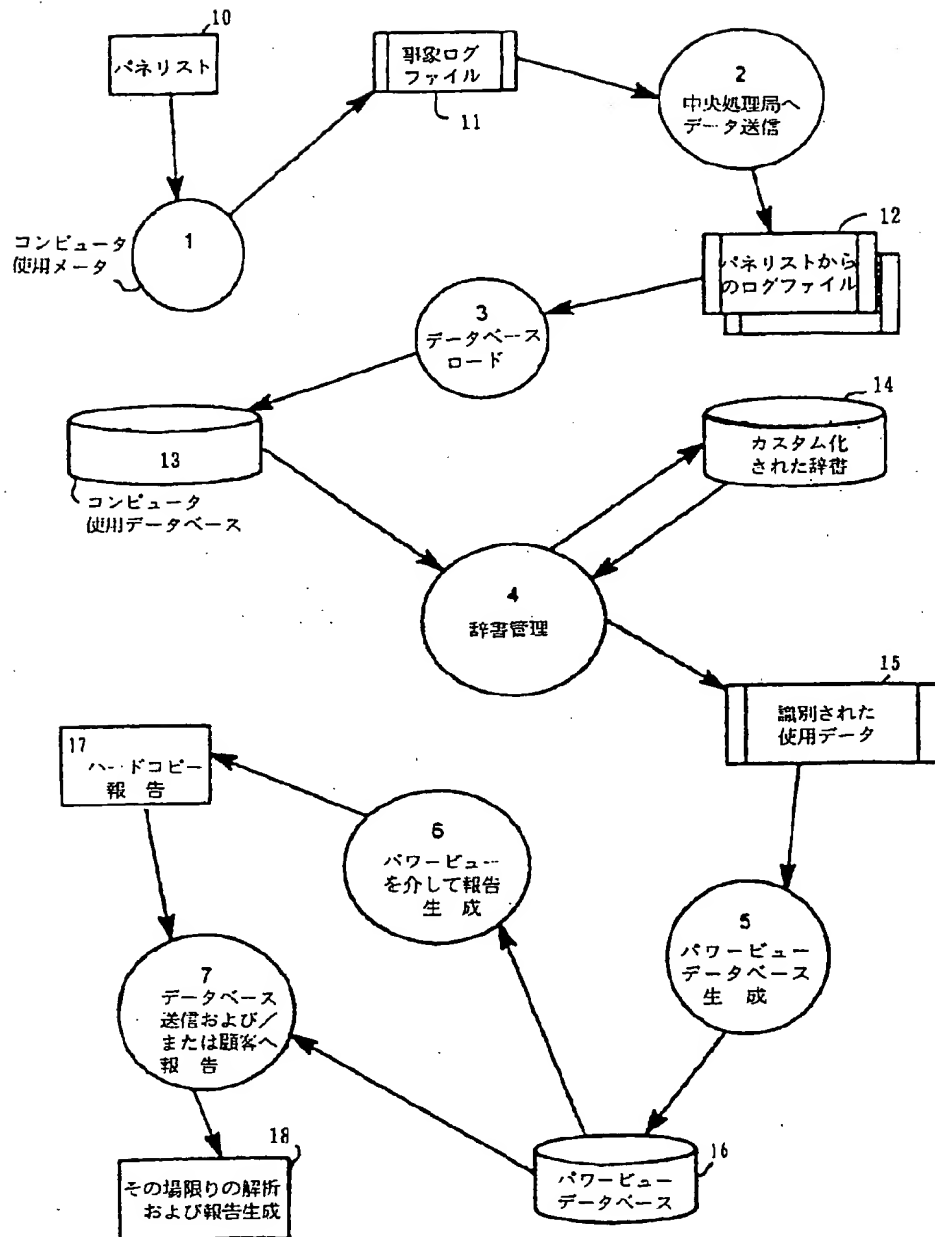 10
パネリスト
事象ログ
ファイル
11
2
中央処理局へ
データ送信
1
コンピュータ
使用メータ
12
パネリストから
のログファイル
3
データベース
ロード
13
コンピュータ
使用データベース
14
カスタム化
された辞書
4
辞書管理
15
識別された
使用データ
17
ハードコピー
報告
6
パワービュー
を介して報告
生成
5
パワービュー
データベース
生成
7
データベース
送信および/
または顧客へ
報告
16
パワービュー
データベース
18
その場限りの解析
および報告生成